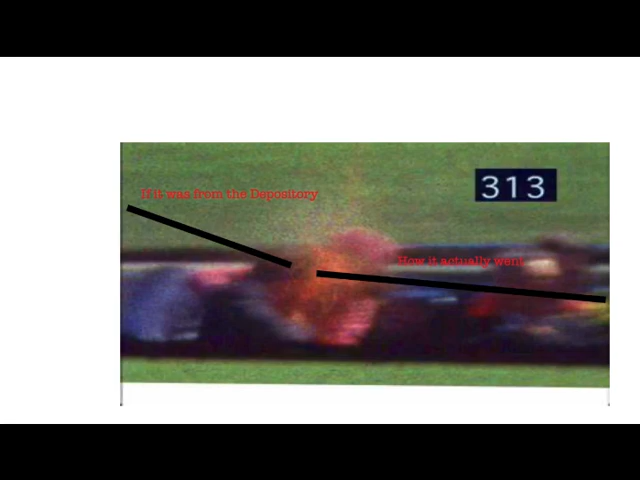 313
If it was from the Depository
How it actually went